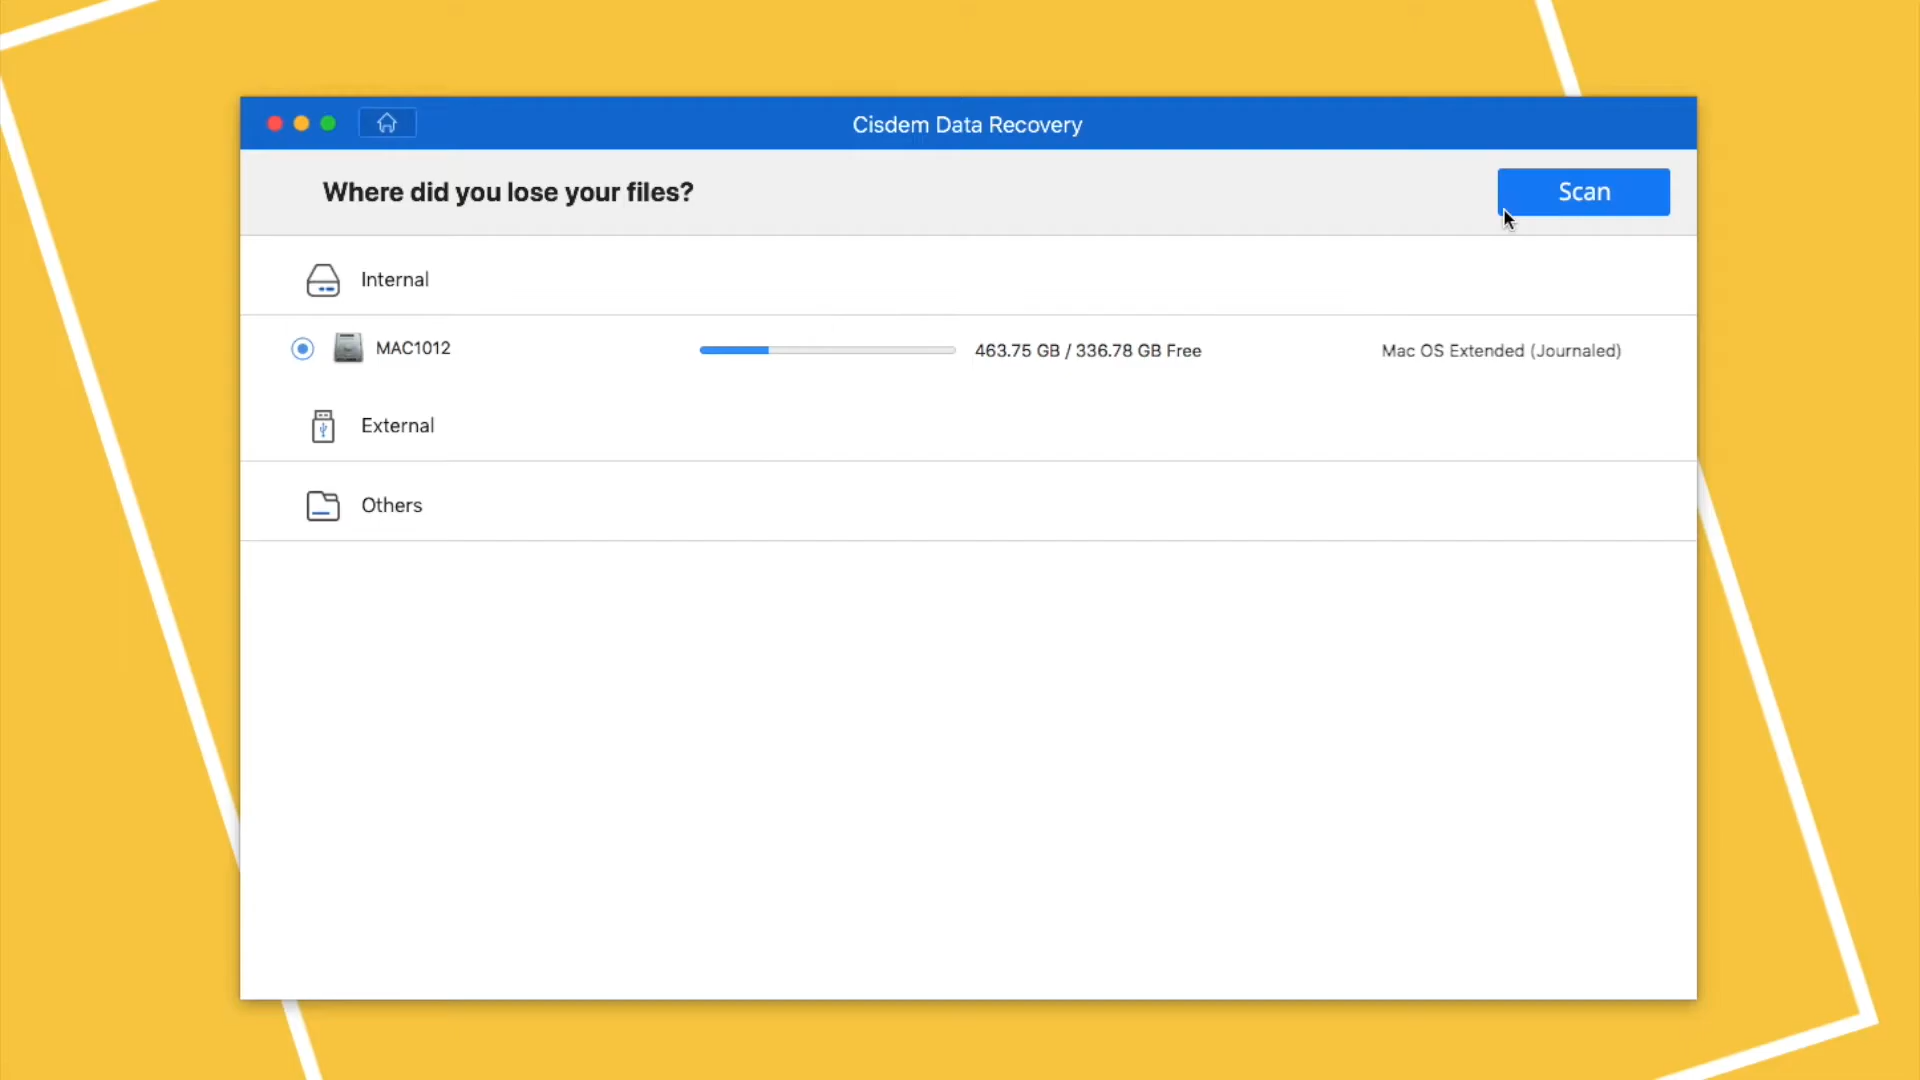 Cisdem Data Recovery
Where did you lose your files?
Scan
Internal
MAC1012
463.75 GB / 336.78 GB Free
Mac OS Extended (Journaled)
External
Others